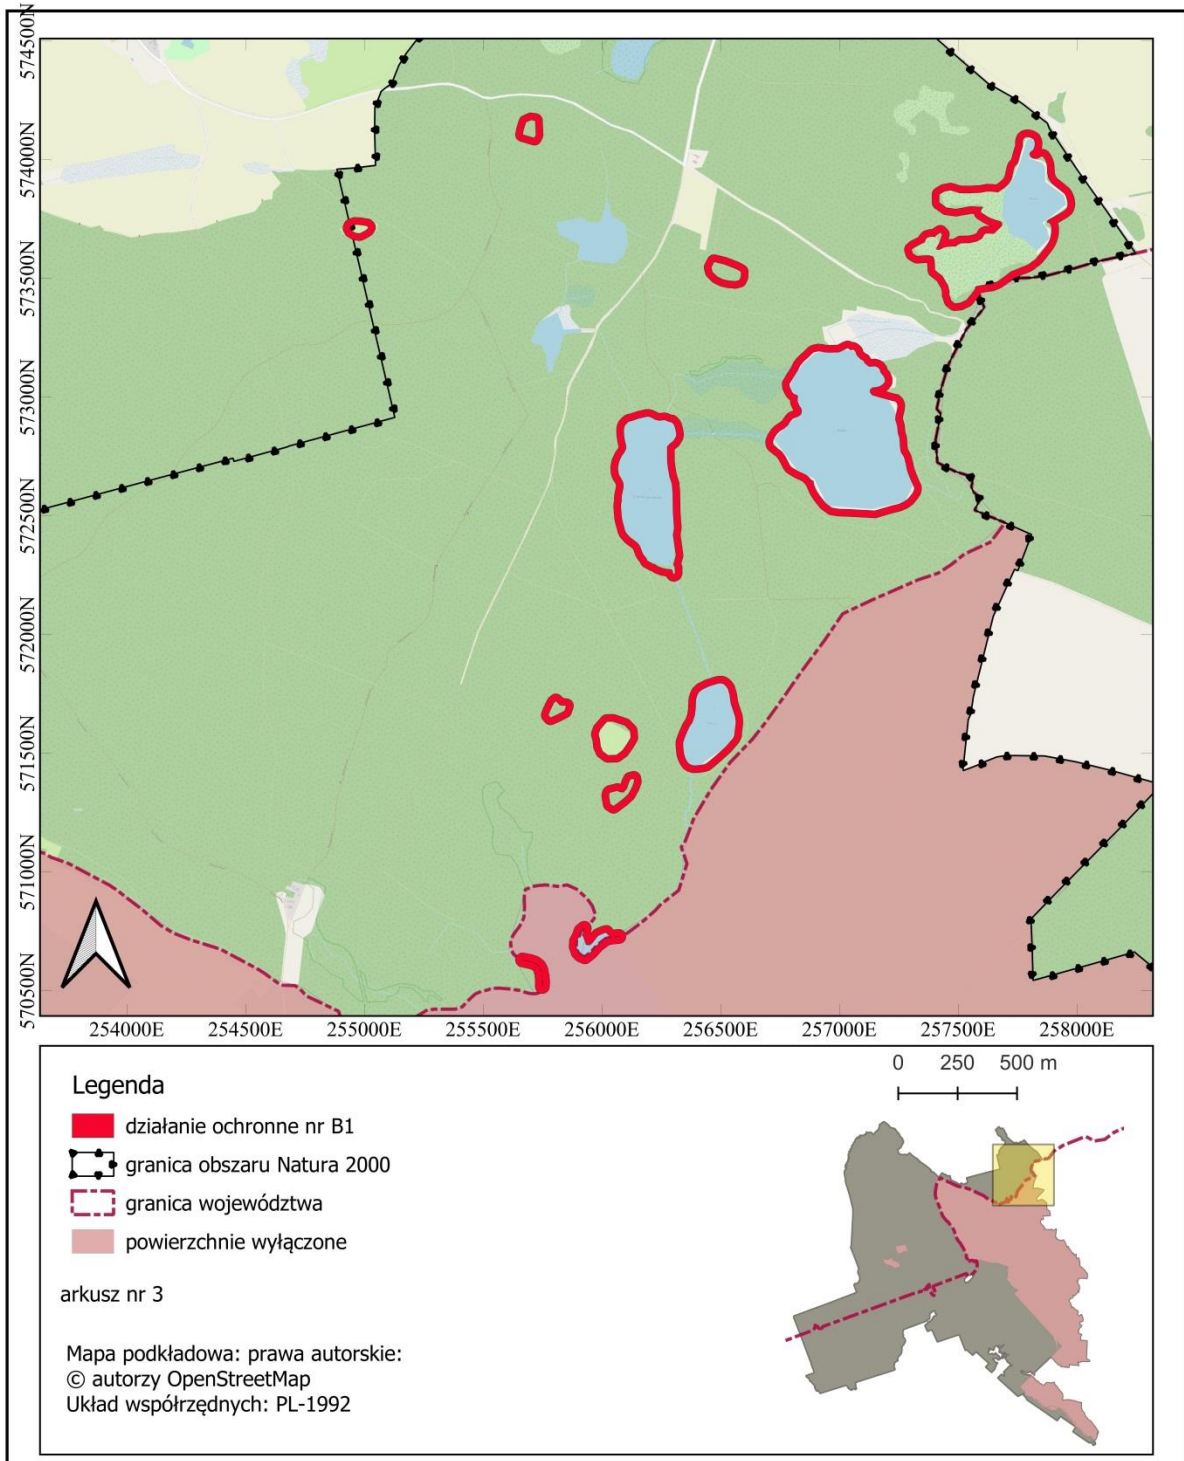 574500N
574000N
573500N
573000N
572500N
572000N
571500N
571000N
570500N
254000E 254500E 255000E 255500E 256000E 256500E 257000E 257500E 258000E
Legenda
działanie ochronne nr B1
granica obszaru Natura 2000
granica województwa
powierzchnie wyłączone
arkusz nr 3
Mapa podkładowa: prawa autorskie:
© autorzy OpenStreetMap
Układ współrzędnych: PL-1992
0 250 500 m